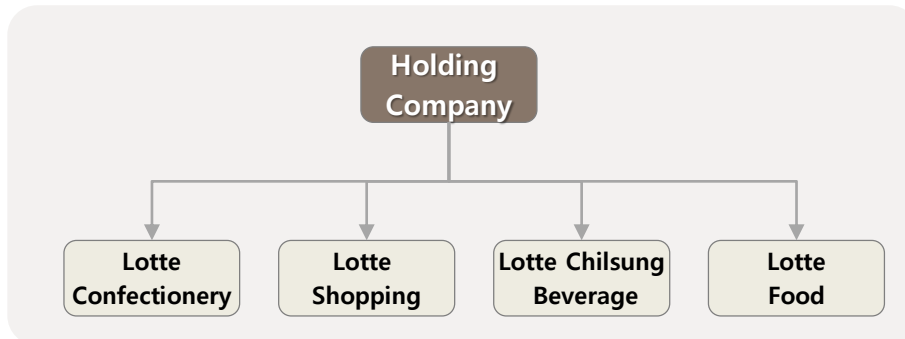 Holding
Company
Lotte
Confectionery
Lotte
Shopping
Lotte Chilsung
Beverage
Lotte
Food